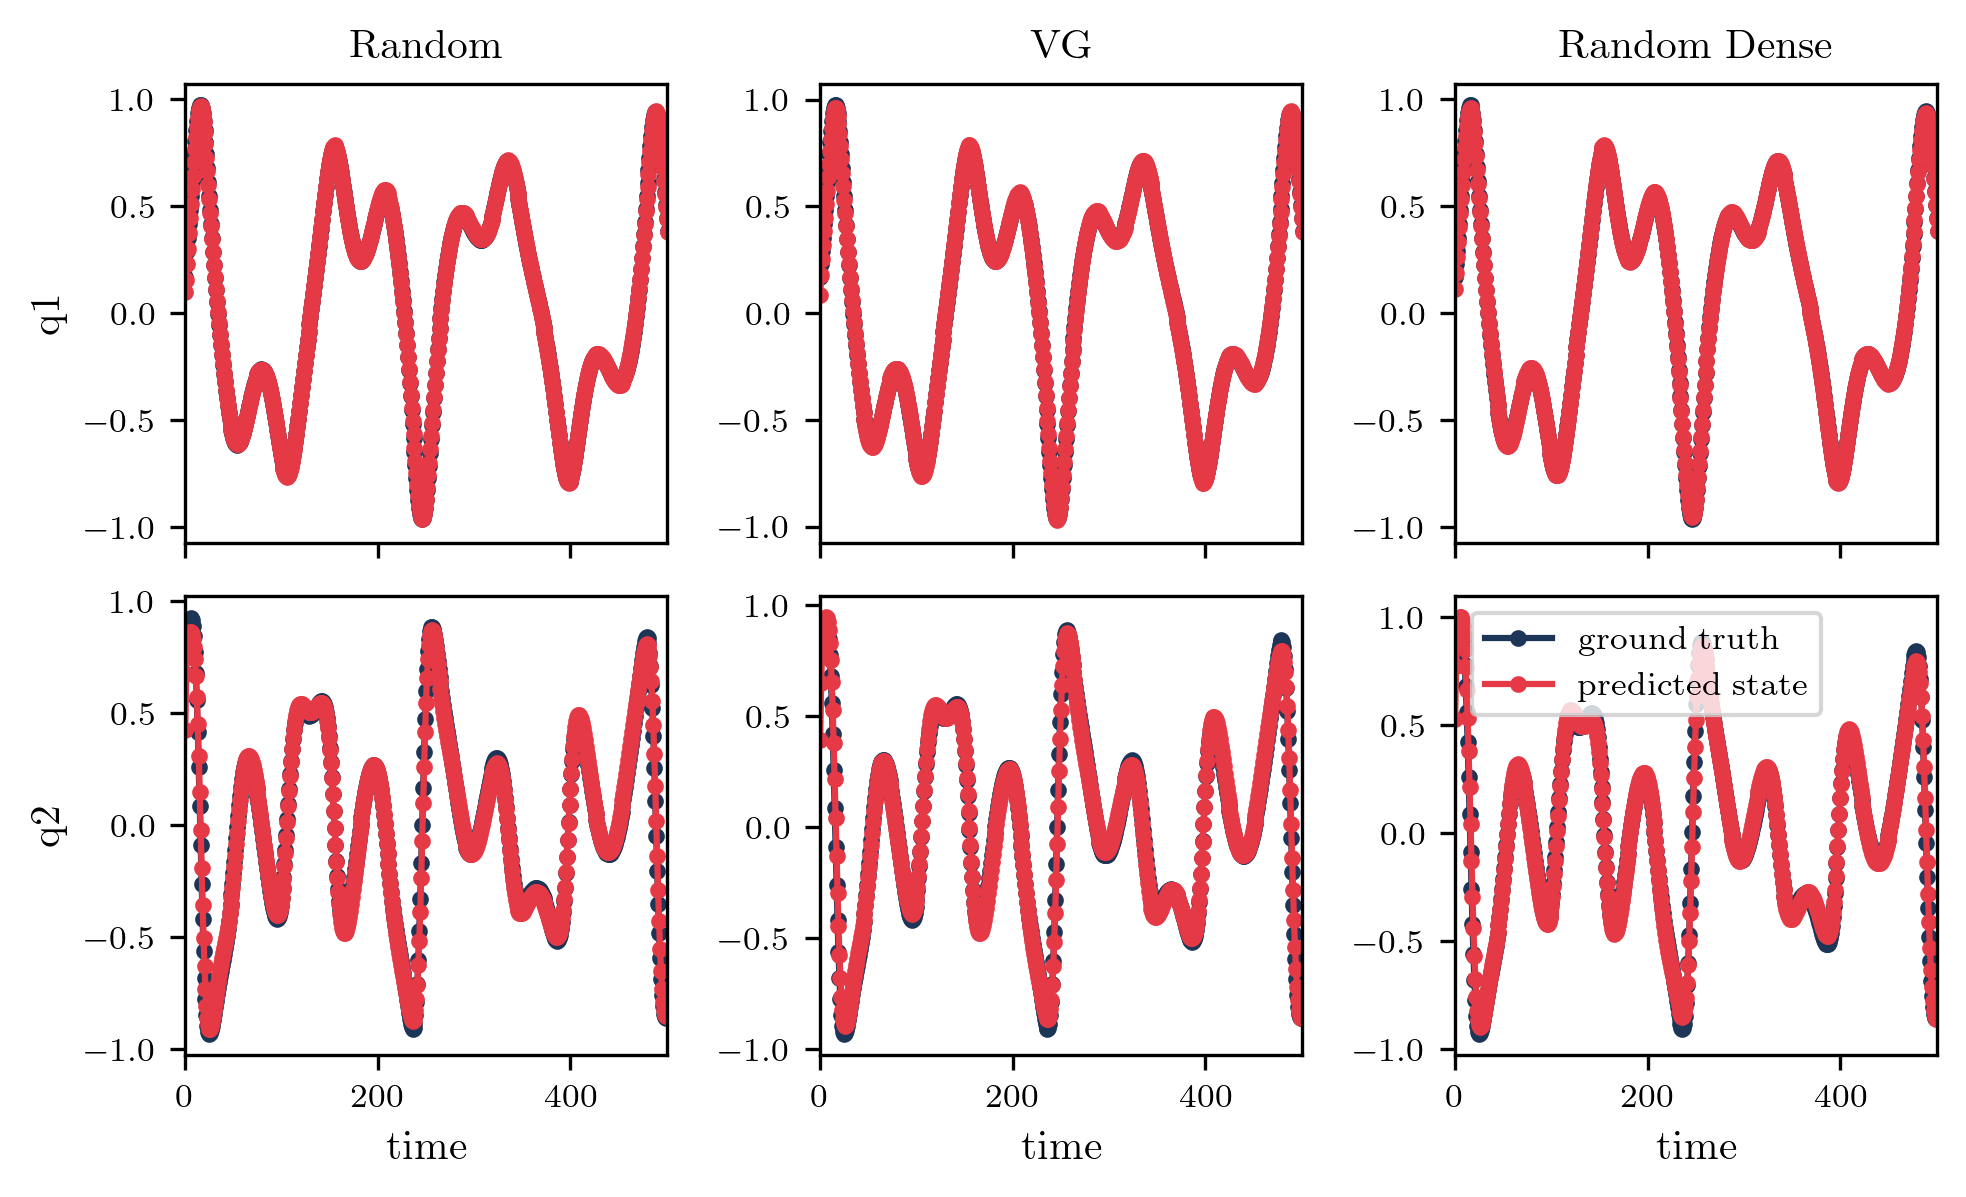 Random VG Random Dense
1.0 1.0 1.0
0.5 0.5 0.5
q1 0.0 0.0 0.0
−0.5 −0.5 −0.5
−1.0 −1.0 −1.0
1.0 1.0 1.0
ground truth
predicted state
0.5 0.5 0.5
q2 0.0 0.0 0.0
−0.5 −0.5 −0.5
−1.0 −1.0 −1.0
0 200 400 0 200 400 0 200 400
time time time